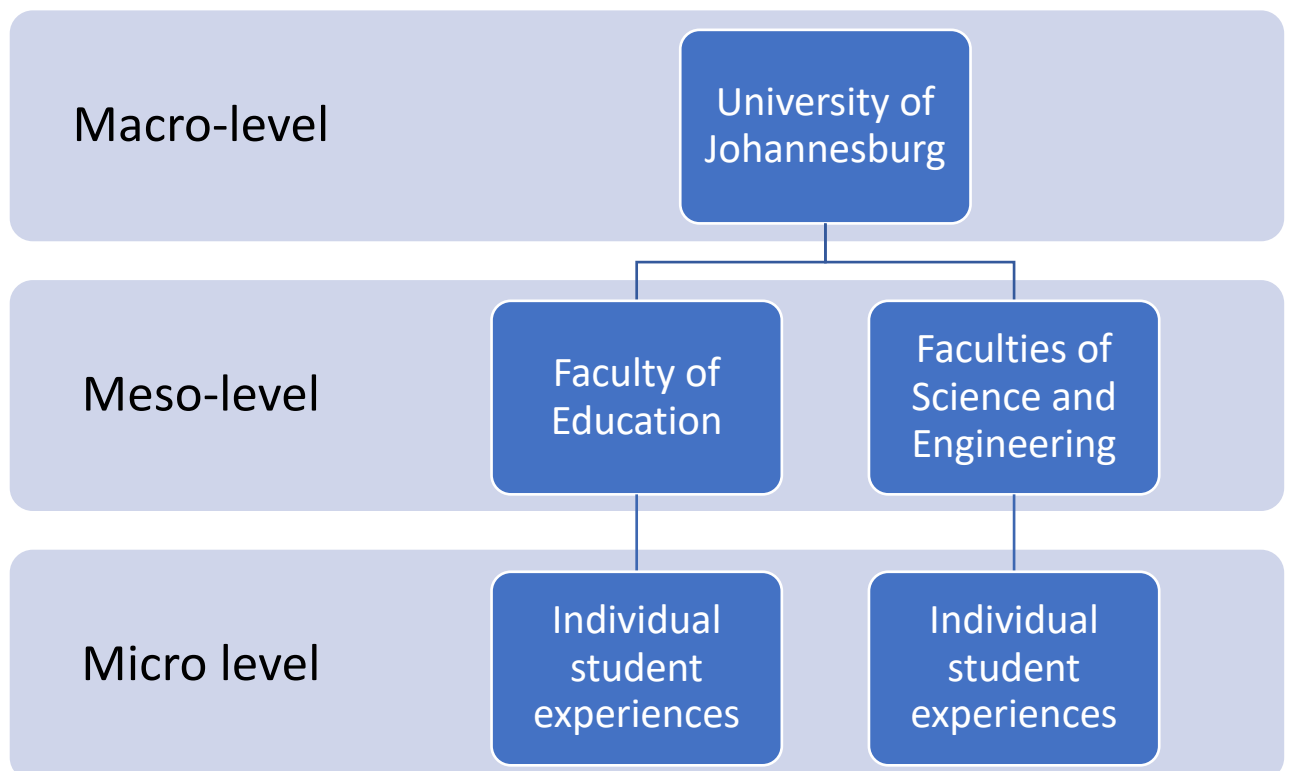 Macro-level
University of
Johannesburg
Meso-level
Faculty of
Education
Faculties of
Science and
Engineering
Micro level
Individual
student
experiences
Individual
student
experiences